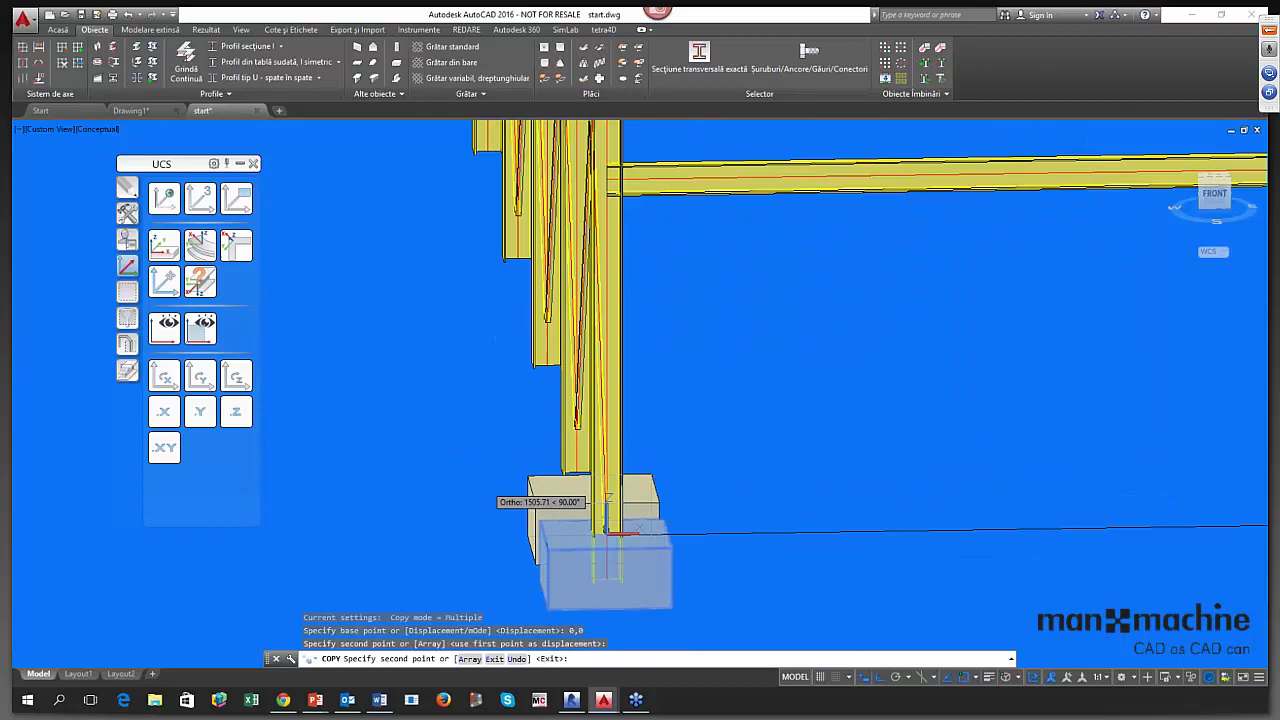 Autodesk AutoCAD 2016 - NOT FOR RESALE start.dwg
Type a keyword or phrase
Sign In
Acasă
Obiecte
Modelare extinsă
Rezultat
View
Cote și Etichete
Export și Import
Instrumente
REDARE
Autodesk 360
SimLab
tetra4D
Profil secțiune I
Profil din tablă sudată, I simetric
Profil tip U - spate în spate
Grindă
Continuă
Grătar standard
Grătar din bare
Grătar variabil, dreptunghiular
Secțiune transversală exactă
Șuruburi/Ancore/Găuri/Conectori
Sistem de axe
Profile
Alte obiecte
Grătar
Plăci
Selector
Obiecte Îmbinări
Start
Drawing1*
start*
[−][Custom View][Conceptual]
UCS
3
FRONT
W
S
WCS
X
Y
Z
.X
.Y
.Z
.XY
Ortho: 1505.71 < 90.00°
Z
X
Current settings: Copy mode = Multiple
Specify base point or [Displacement/mOde] <Displacement>: 0,0
Specify second point or [Array] <use first point as displacement>:
COPY Specify second point or [Array Exit Undo] <Exit>:
man machine
CAD as CAD can
Model
Layout1
Layout2
MODEL
1:1